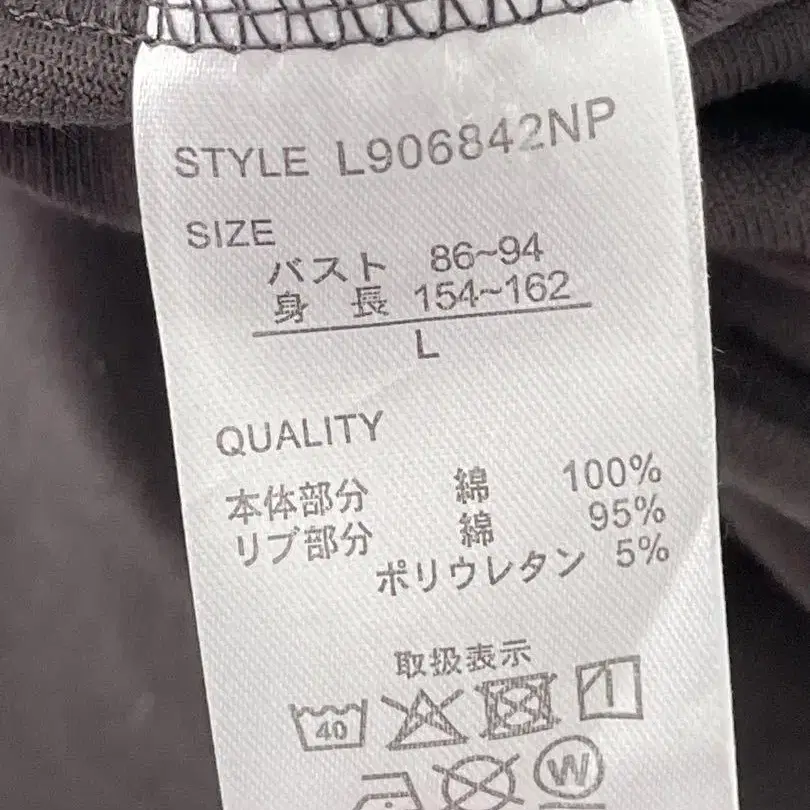 STYLE L906842NP
SIZE
バスト 86~94
身 長 154~162
L
QUALITY
本体部分 綿 100%
リブ部分 綿 95%
ポリウレタン 5%
取扱表示
40
W